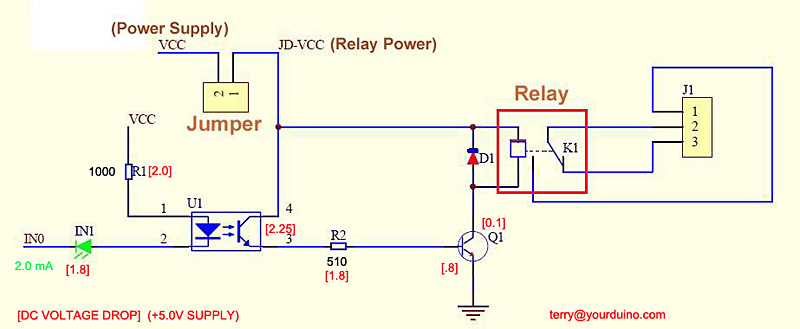 (Power Supply)
VCC
JD-VCC (Relay Power)
2 1
Jumper
Relay
J1
1
2
3
K1
D1
VCC
1000 R1 [2.0]
U1
1
4
[2.25]
2
3
IN0
IN1
2.0 mA
[1.8]
R2
510
[1.8]
[0.1]
Q1
[.8]
[DC VOLTAGE DROP] (+5.0V SUPPLY)
terry@yourduino.com